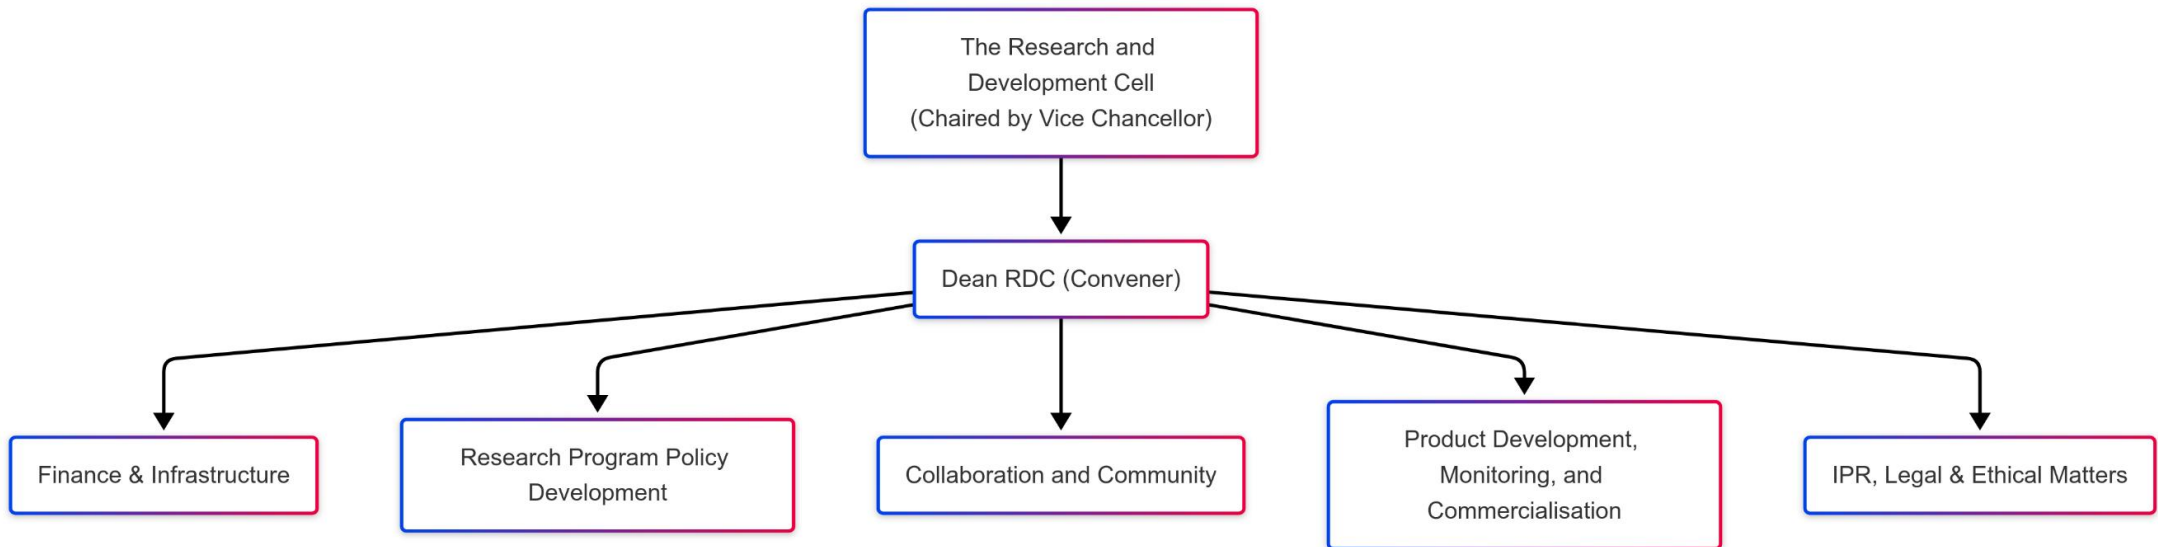 The Research and
Development Cell
(Chaired by Vice Chancellor)
Dean RDC (Convener)
Finance & Infrastructure
Research Program Policy
Development
Collaboration and Community
Product Development,
Monitoring, and
Commercialisation
IPR, Legal & Ethical Matters